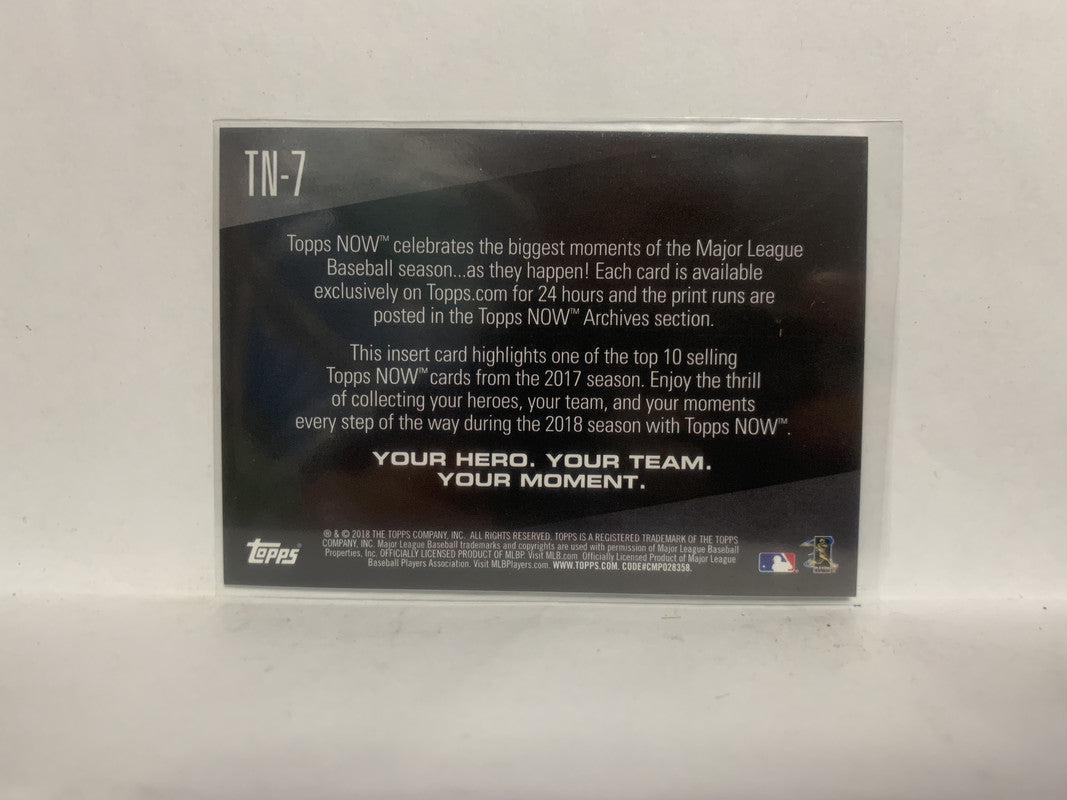 TN-7
Topps NOW™ celebrates the biggest moments of the Major League
Baseball season...as they happen! Each card is available
exclusively on Topps.com for 24 hours and the print runs are
posted in the Topps NOW™ Archives section.
This insert card highlights one of the top 10 selling
Topps NOW™ cards from the 2017 season. Enjoy the thrill
of collecting your heroes, your team, and your moments
every step of the way during the 2018 season with Topps NOW™.
YOUR HERO. YOUR TEAM.
YOUR MOMENT.
topps®
® & © 2018 THE TOPPS COMPANY, INC. ALL RIGHTS RESERVED. TOPPS IS A REGISTERED TRADEMARK OF THE TOPPS
COMPANY, INC. Major League Baseball trademarks and copyrights are used with permission of Major League Baseball
Properties, Inc. OFFICIALLY LICENSED PRODUCT OF MLBP. Visit MLB.com Officially Licensed Product of Major League
Baseball Players Association. Visit MLBPlayers.com. WWW.TOPPS.COM. CODE#CMP028358.